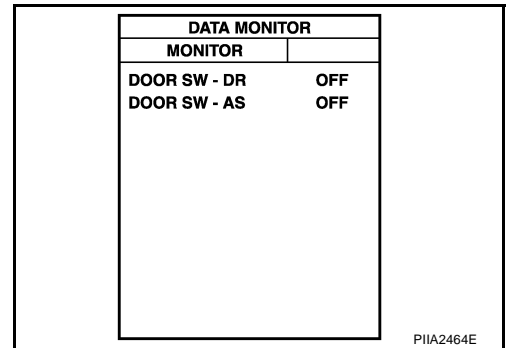 DATA MONITOR
MONITOR
DOOR SW - DR OFF
DOOR SW - AS OFF
PIIA2464E